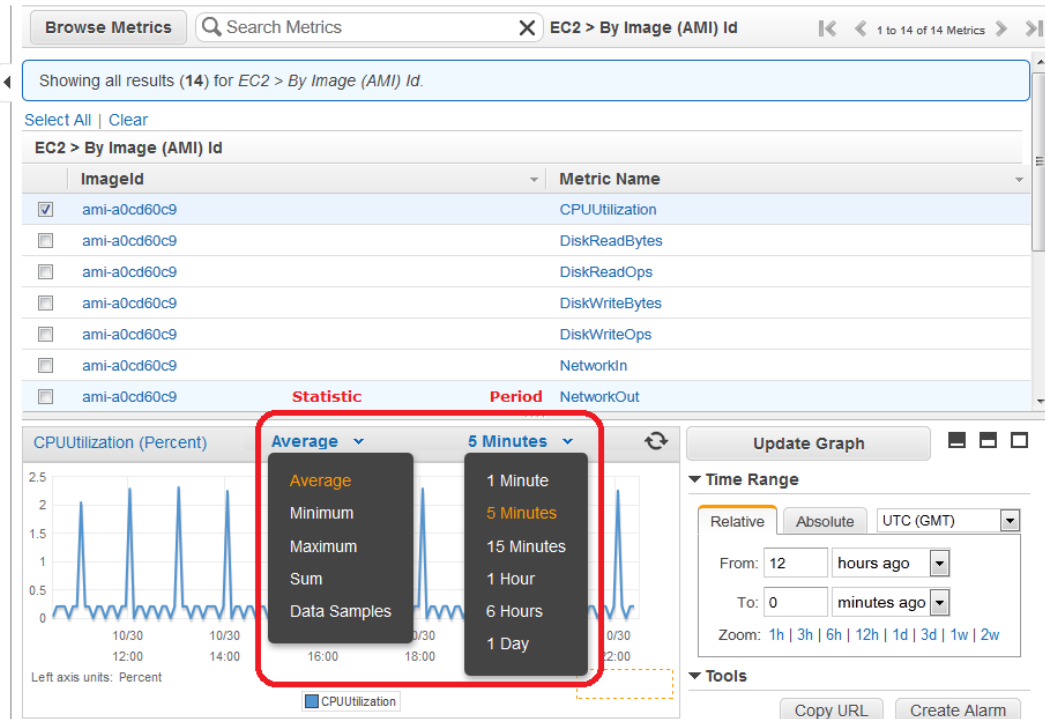 Browse Metrics Search Metrics X EC2 > By Image (AMI) Id 1 to 14 of 14 Metrics
Showing all results (14) for EC2 > By Image (AMI) Id.
Select All | Clear
EC2 > By Image (AMI) Id
ImageId Metric Name
ami-a0cd60c9 CPUUtilization
ami-a0cd60c9 DiskReadBytes
ami-a0cd60c9 DiskReadOps
ami-a0cd60c9 DiskWriteBytes
ami-a0cd60c9 DiskWriteOps
ami-a0cd60c9 NetworkIn
ami-a0cd60c9 Statistic Period NetworkOut
CPUUtilization (Percent) Average 5 Minutes Update Graph
Time Range
Relative Absolute UTC (GMT)
From: 12 hours ago
To: 0 minutes ago
Zoom: 1h | 3h | 6h | 12h | 1d | 3d | 1w | 2w
Tools
Copy URL Create Alarm
Average
Minimum
Maximum
Sum
Data Samples
1 Minute
5 Minutes
15 Minutes
1 Hour
6 Hours
1 Day
2.5
2
1.5
1
0.5
0
10/30 10/30 0/30 0/30
12:00 14:00 16:00 18:00 22:00
Left axis units: Percent
CPUUtilization